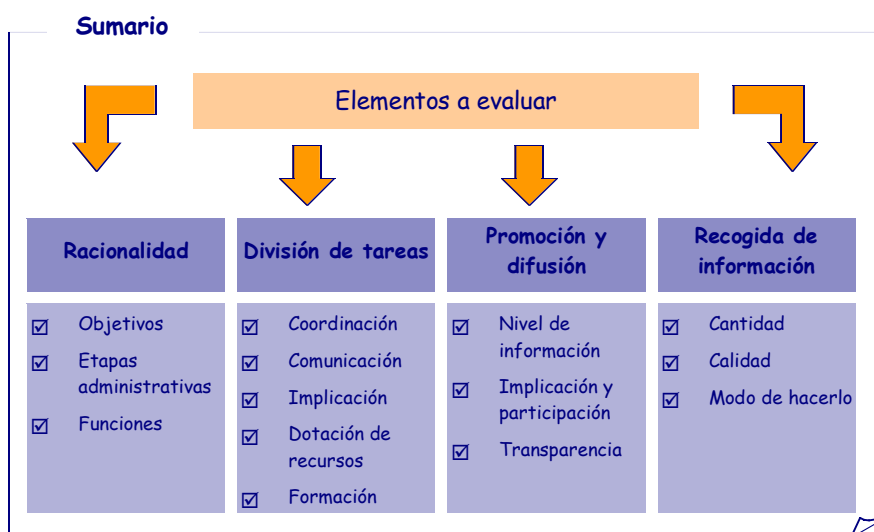 Sumario
Elementos a evaluar
Racionalidad
Objetivos
Etapas
administrativas
Funciones
División de tareas
Coordinación
Comunicación
Implicación
Dotación de
recursos
Formación
Promoción y
difusión
Nivel de
información
Implicación y
participación
Transparencia
Recogida de
información
Cantidad
Calidad
Modo de hacerlo